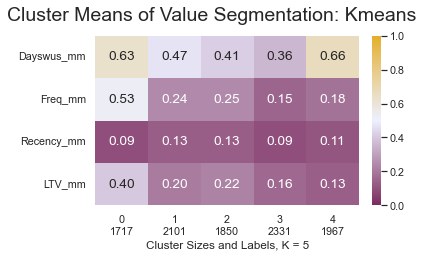 Cluster Means of Value Segmentation: Kmeans
Dayswus_mm 0.63 0.47 0.41 0.36 0.66
Freq_mm 0.53 0.24 0.25 0.15 0.18
Recency_mm 0.09 0.13 0.13 0.09 0.11
LTV_mm 0.40 0.20 0.22 0.16 0.13
0 1 2 3 4
1717 2101 1850 2331 1967
Cluster Sizes and Labels, K = 5
1.0
0.8
0.6
0.4
0.2
0.0